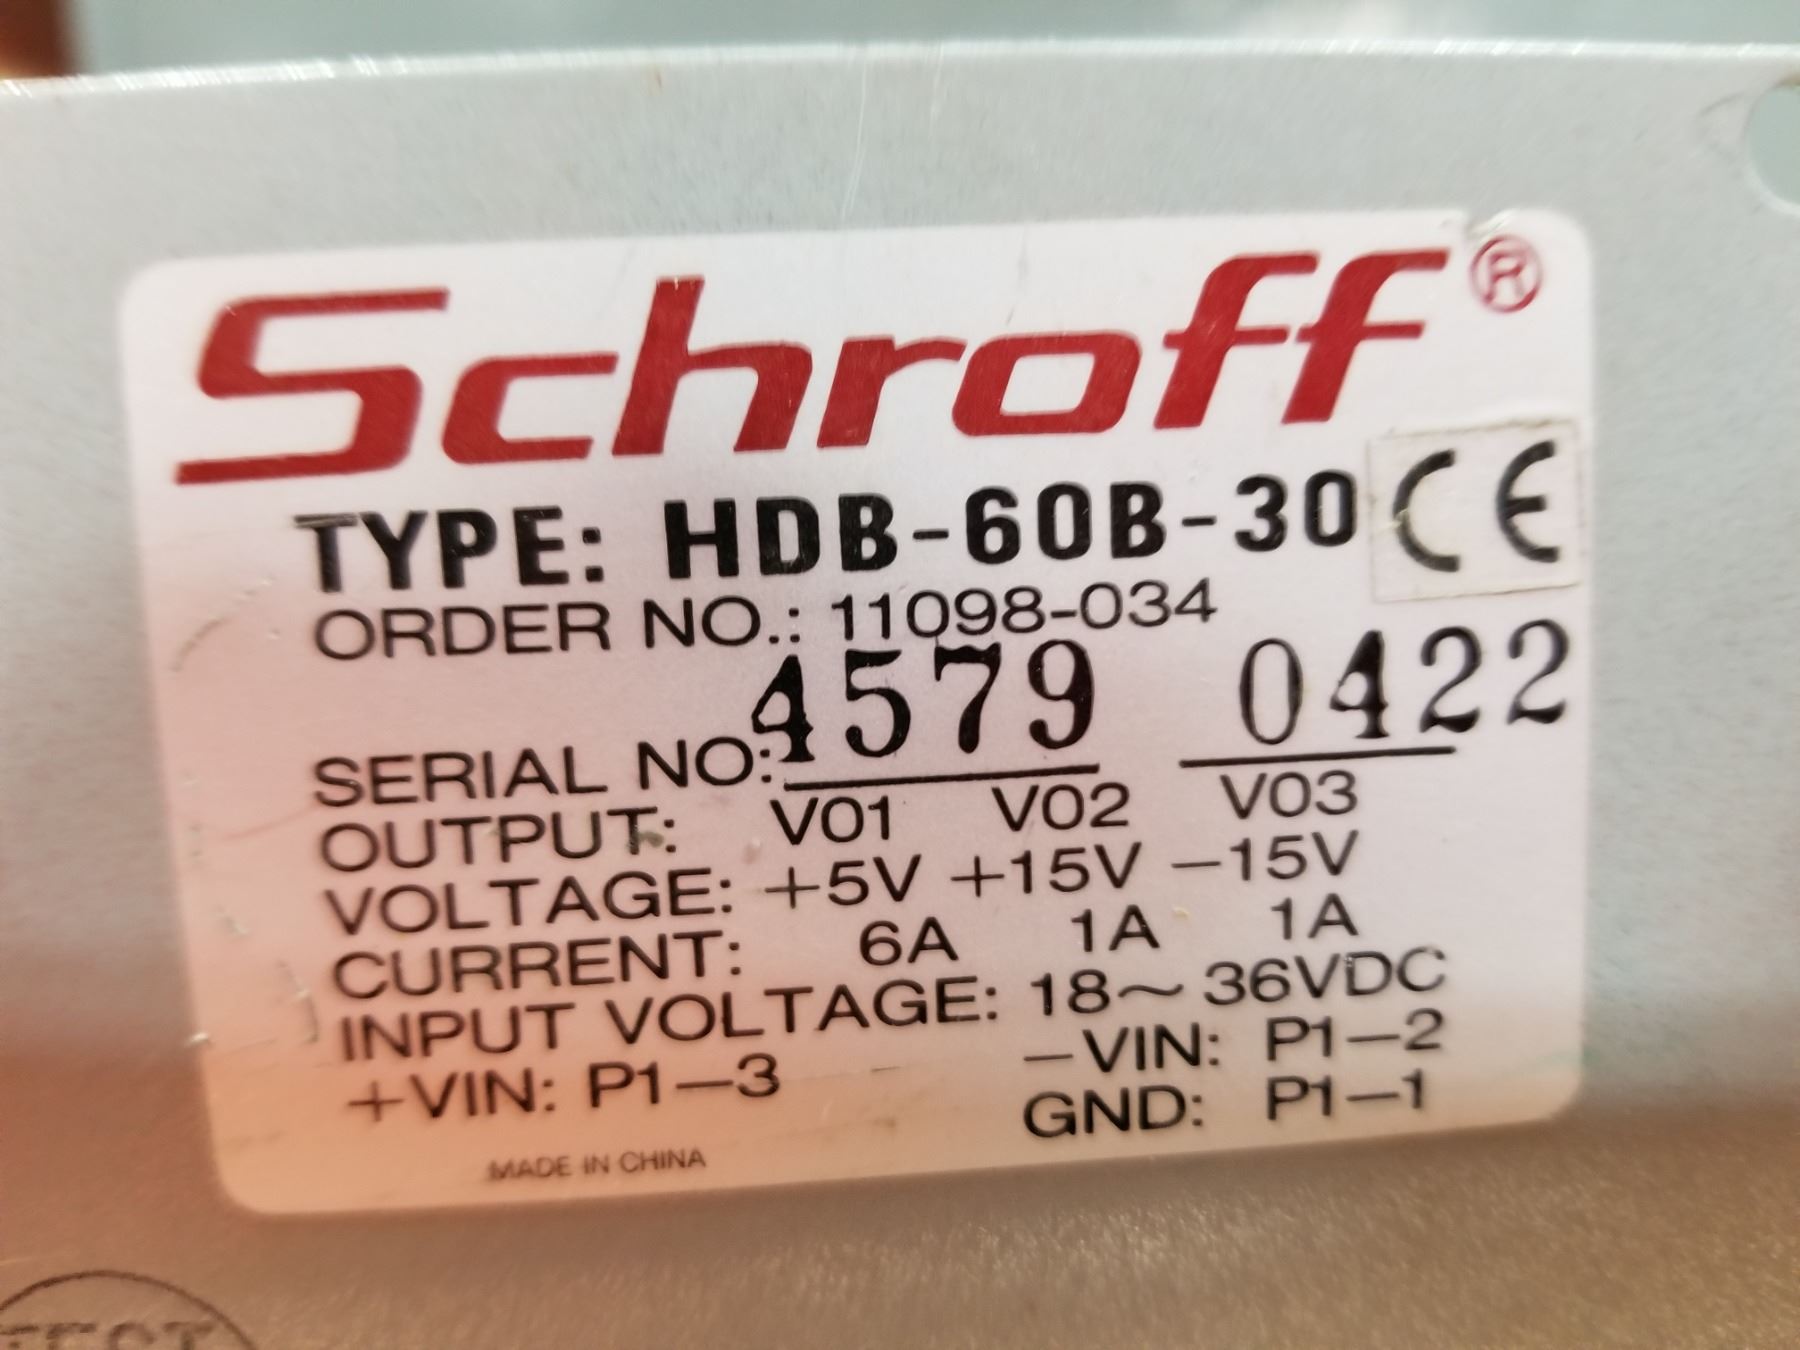 Schroff®
TYPE: HDB-60B-30 CE
ORDER NO.: 11098-034
SERIAL NO: 4579 0422
OUTPUT: V01 V02 V03
VOLTAGE: +5V +15V −15V
CURRENT: 6A 1A 1A
INPUT VOLTAGE: 18～36VDC
+VIN: P1−3 −VIN: P1−2
GND: P1−1
MADE IN CHINA